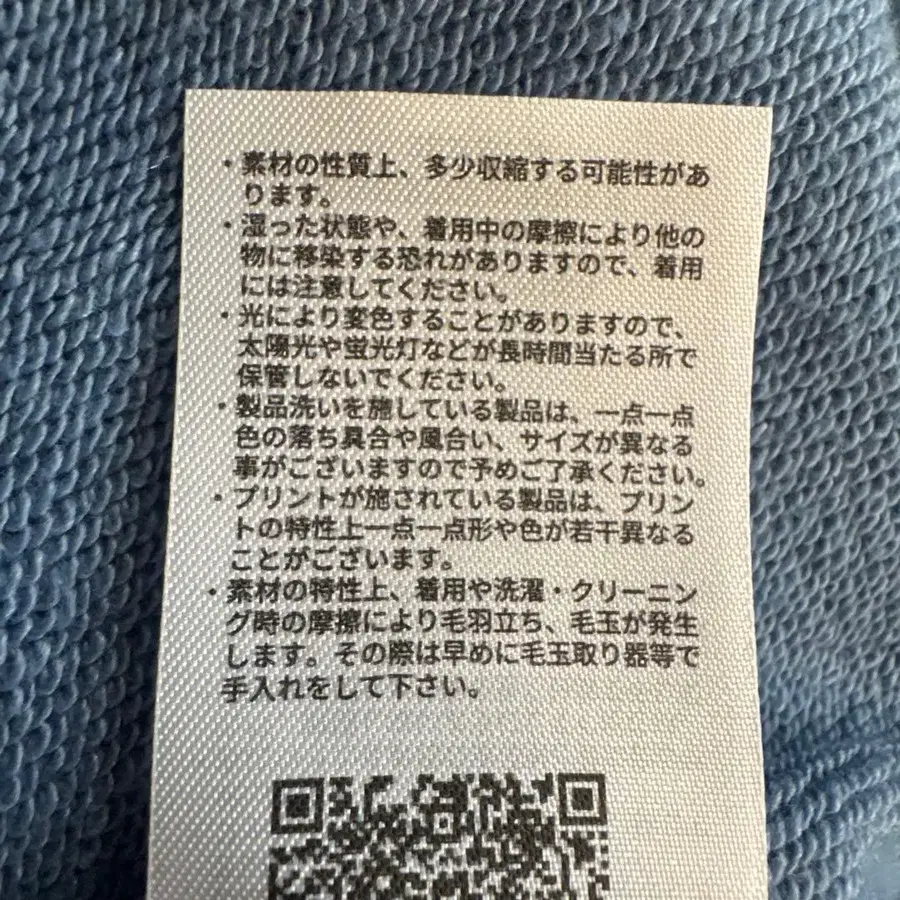 ・素材の性質上、多少収縮する可能性があ
ります。
・湿った状態や、着用中の摩擦により他の
物に移染する恐れがありますので、着用
には注意してください。
・光により変色することがありますので、
太陽光や蛍光灯などが長時間当たる所で
保管しないでください。
・製品洗いを施している製品は、一点一点
色の落ち具合や風合い、サイズが異なる
事がございますので予めご了承ください。
・プリントが施されている製品は、プリン
トの特性上一点一点形や色が若干異なる
ことがございます。
・素材の特性上、着用や洗濯・クリーニン
グ時の摩擦により毛羽立ち、毛玉が発生
します。その際は早めに毛玉取り器等で
手入れをして下さい。